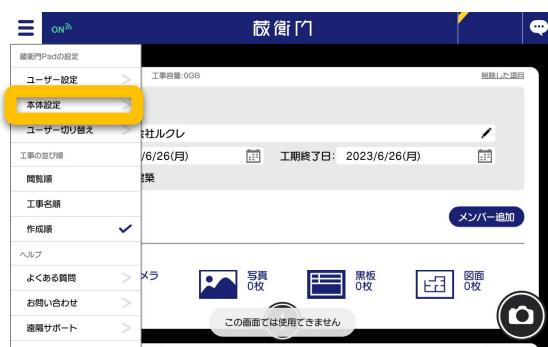 ON
蔵衛門
蔵衛門Padの設定
ユーザー設定
本体設定
ユーザー切り替え
工事の並び順
閲覧順
工事名順
作成順
ヘルプ
よくある質問
お問い合わせ
遠隔サポート
工事容量:0GB
削除した項目
会社ルクレ
/6/26(月)
工期終了日: 2023/6/26(月)
建築
メンバー追加
メラ
写真
0枚
黒板
0枚
図面
0枚
この画面では使用できません